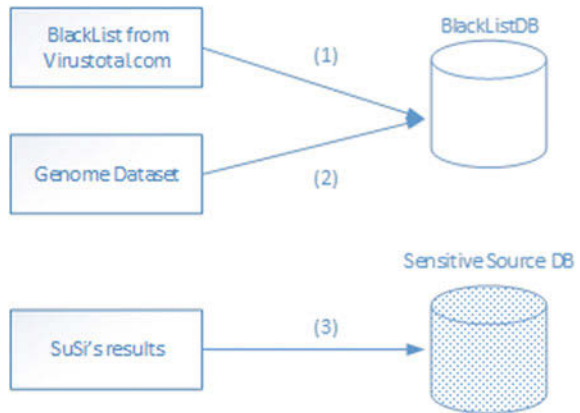 BlackList from
Virustotal.com
(1)
BlackListDB
Genome Dataset
(2)
Sensitive Source DB
SuSi's results
(3)